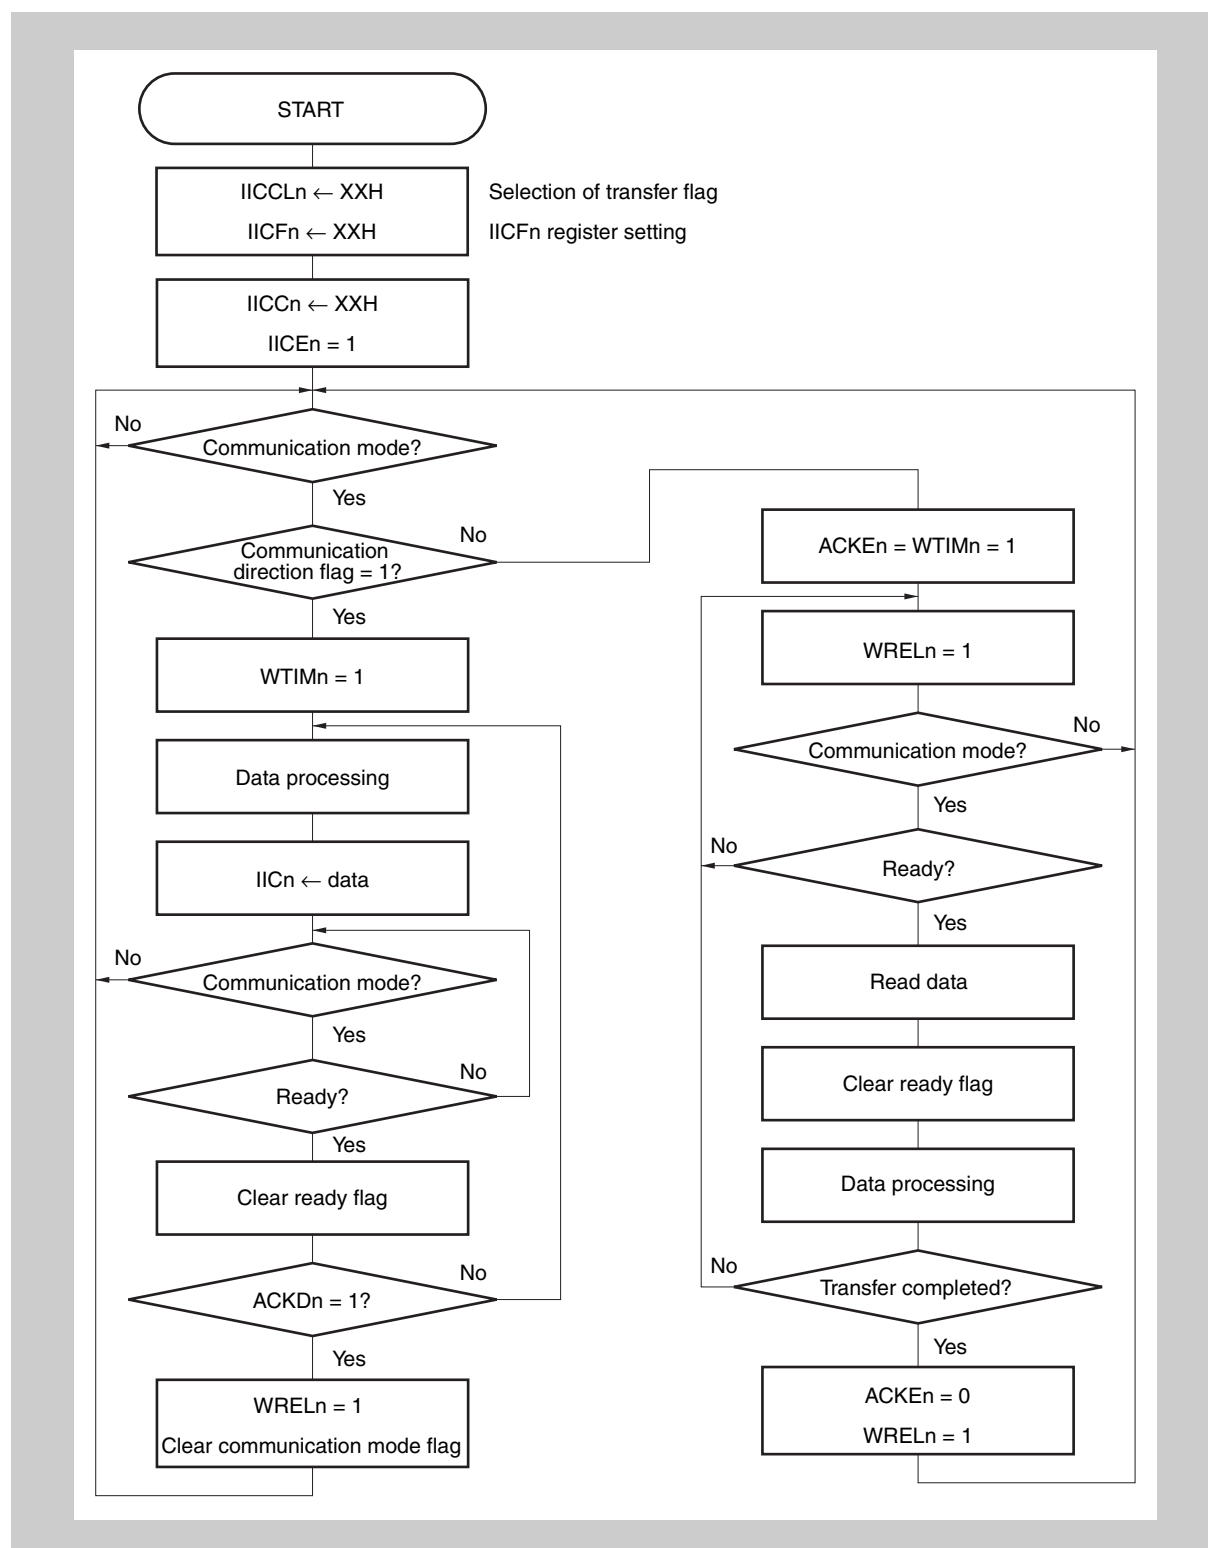 START
IICCLn ← XXH
Selection of transfer flag
IICFn ← XXH
IICFn register setting
IICCn ← XXH
IICEn = 1
No
Communication mode?
Yes
Communication
direction flag = 1?
No
Yes
WTIMn = 1
Data processing
IICn ← data
No
Communication mode?
Yes
Ready?
No
Yes
Clear ready flag
ACKDn = 1?
No
Yes
WRELn = 1
Clear communication mode flag
ACKEn = WTIMn = 1
WRELn = 1
Communication mode?
No
Yes
No
Ready?
Yes
Read data
Clear ready flag
Data processing
No
Transfer completed?
Yes
ACKEn = 0
WRELn = 1